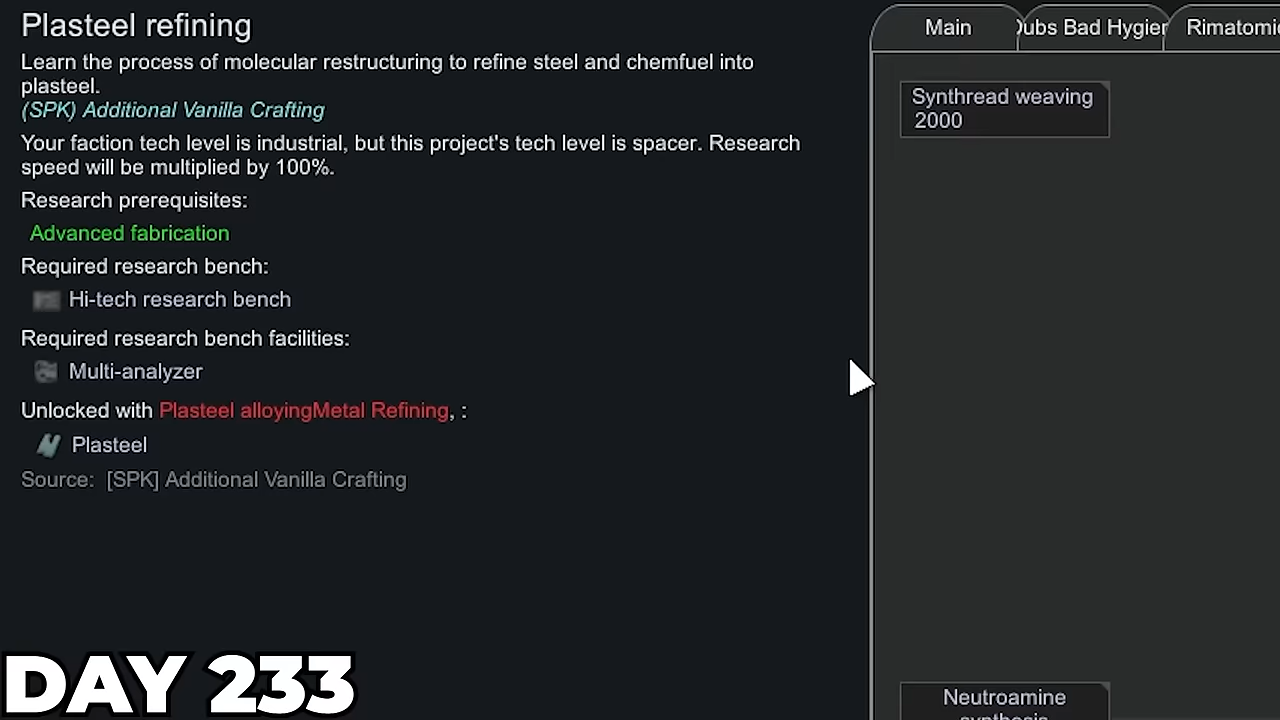 Plasteel refining
Learn the process of molecular restructuring to refine steel and chemfuel into
plasteel.
(SPK) Additional Vanilla Crafting
Your faction tech level is industrial, but this project's tech level is spacer. Research
speed will be multiplied by 100%.
Research prerequisites:
Advanced fabrication
Required research bench:
Hi-tech research bench
Required research bench facilities:
Multi-analyzer
Unlocked with Plasteel alloyingMetal Refining, :
Plasteel
Source: [SPK] Additional Vanilla Crafting
DAY 233
Main
Dubs Bad Hygien
Rimatomic
Synthread weaving
2000
Neutroamine
synthesis